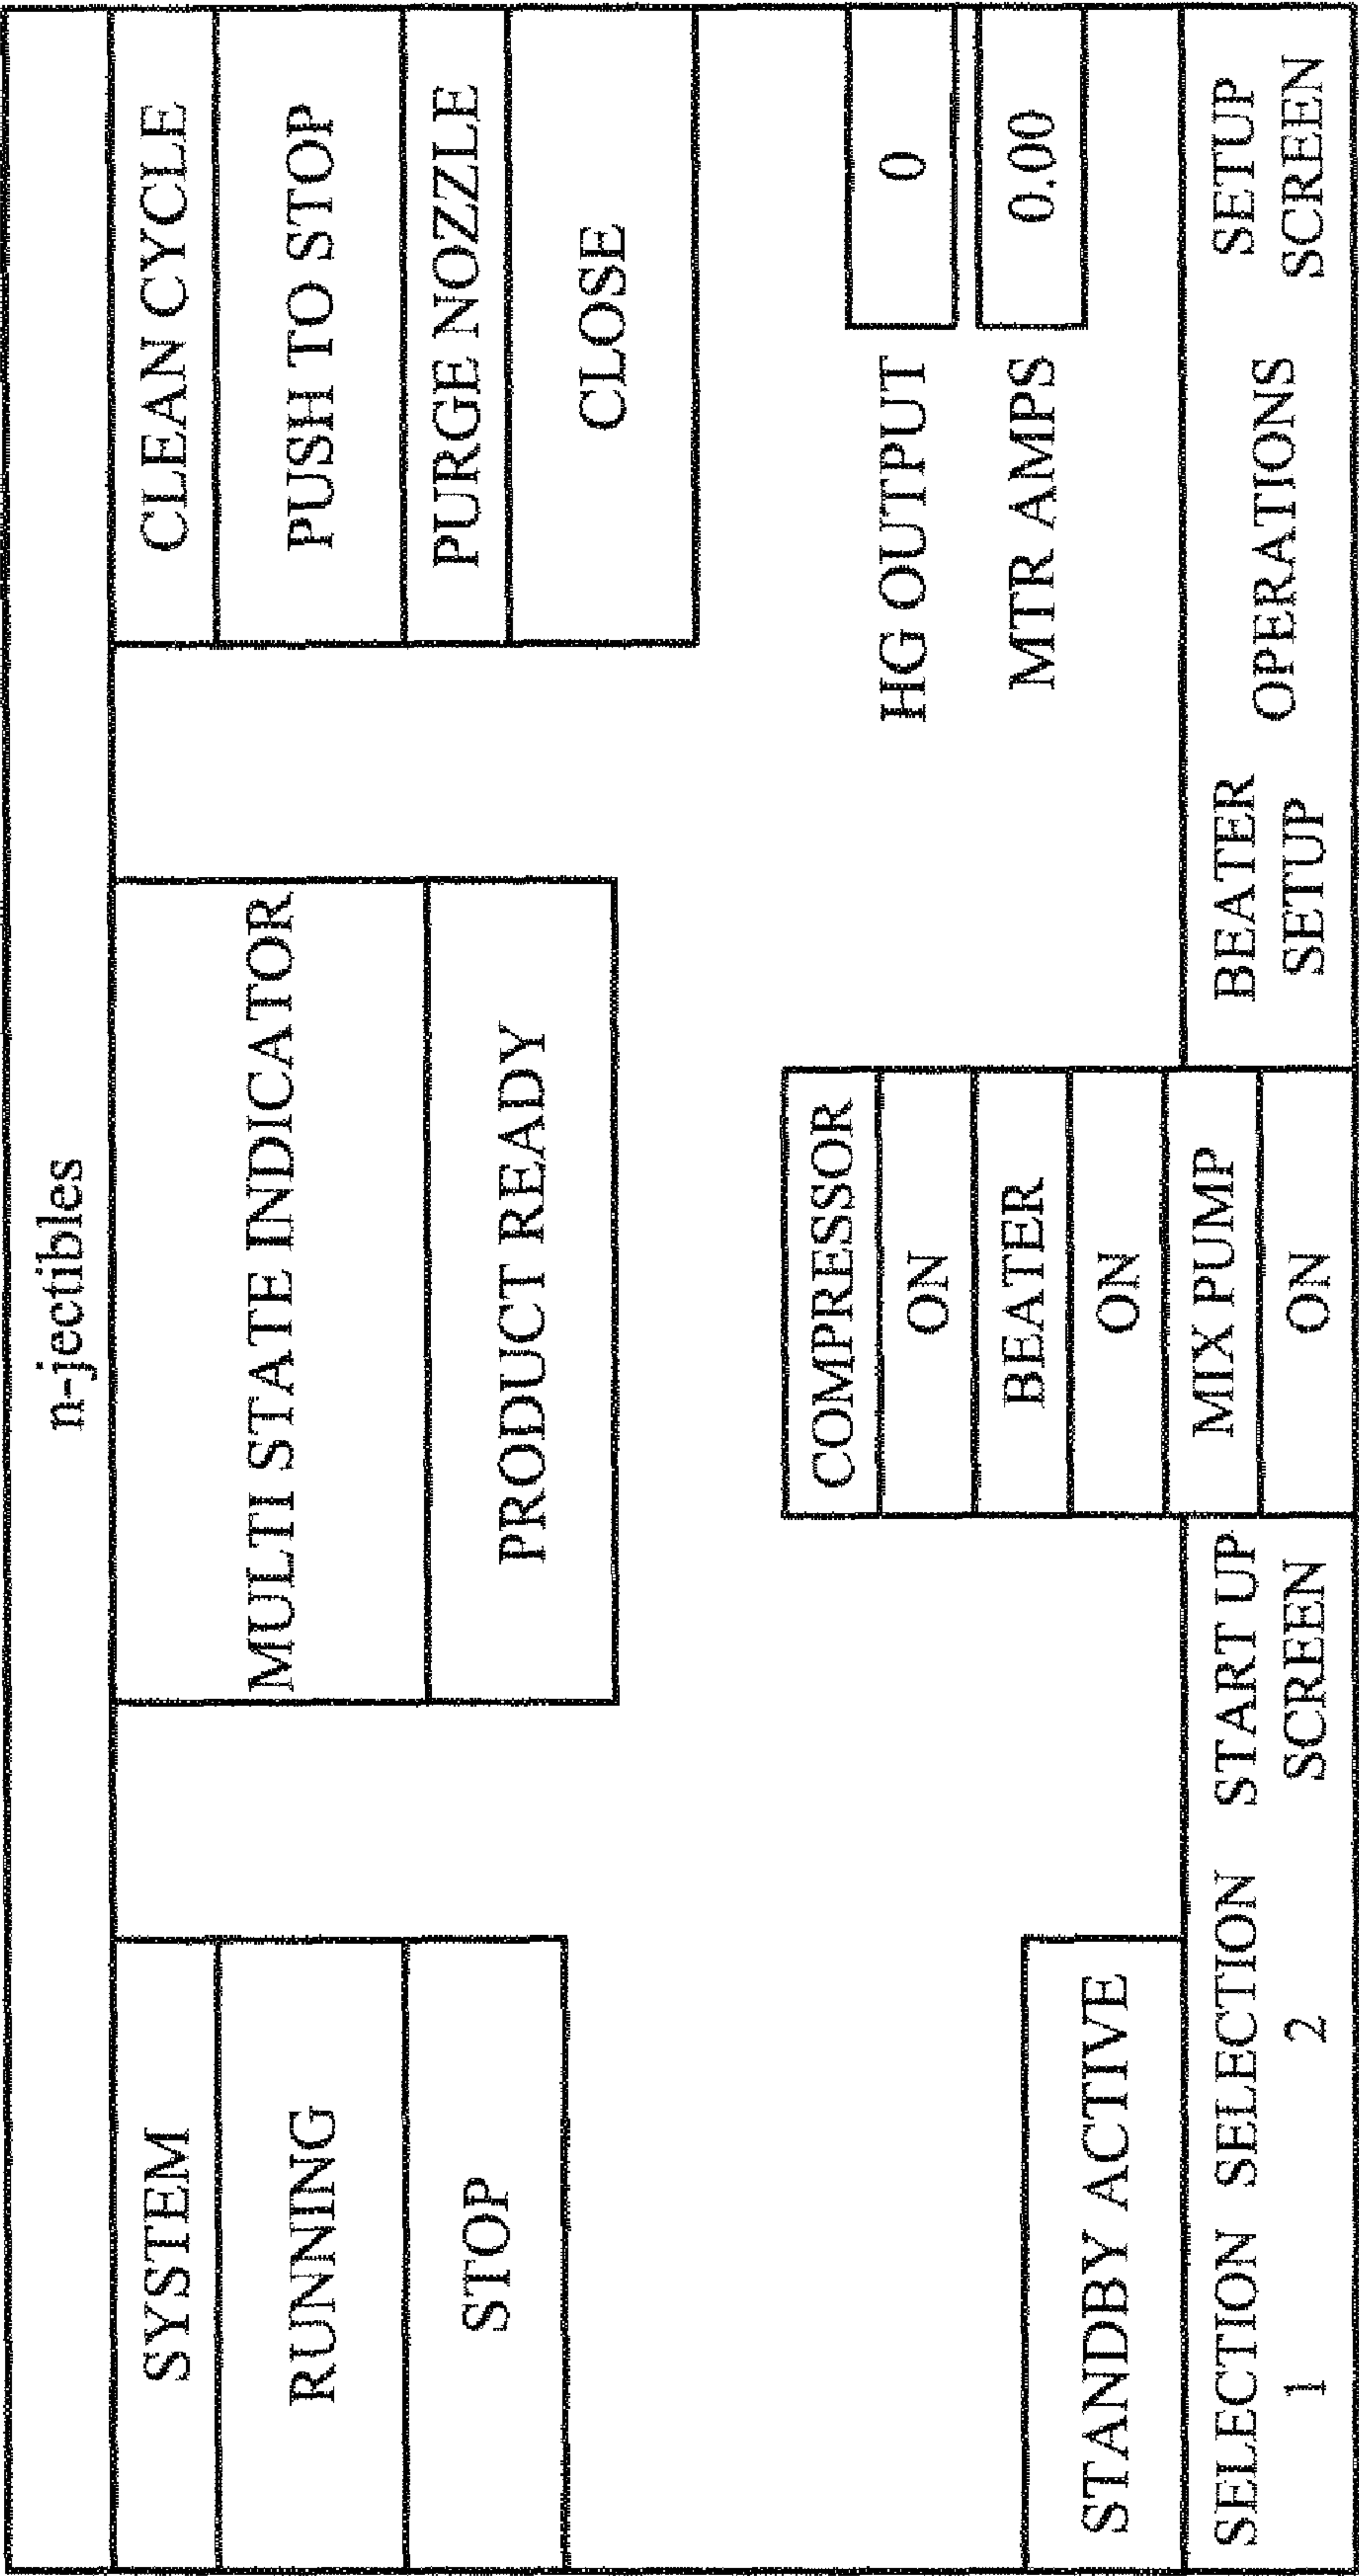 n-jectibles
SYSTEM
RUNNING
STOP
MULTI STATE INDICATOR
PRODUCT READY
CLEAN CYCLE
PUSH TO STOP
PURGE NOZZLE
CLOSE
STANDBY ACTIVE
COMPRESSOR
ON
BEATER
ON
MIX PUMP
ON
HG OUTPUT 0
MTR AMPS 0.00
SELECTION
1
SELECTION
2
START UP
SCREEN
BEATER
SETUP
OPERATIONS
SETUP
SCREEN